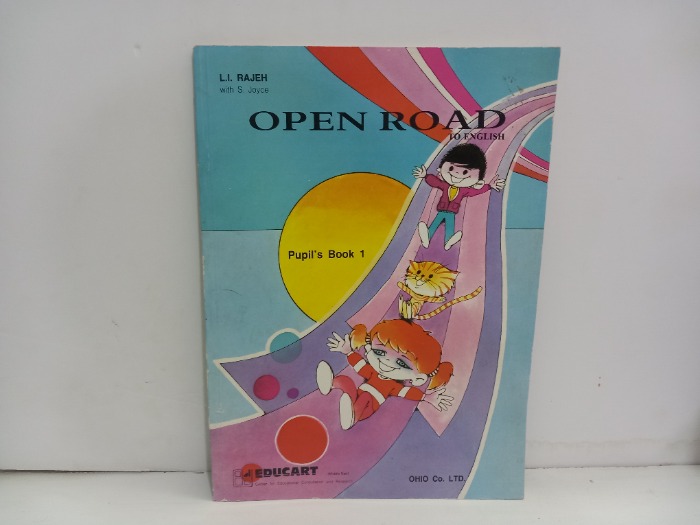 L.I. RAJEH
with S. Joyce
OPEN ROAD
TO ENGLISH
Pupil's Book 1
EDUCART
OHIO Co. LTD.